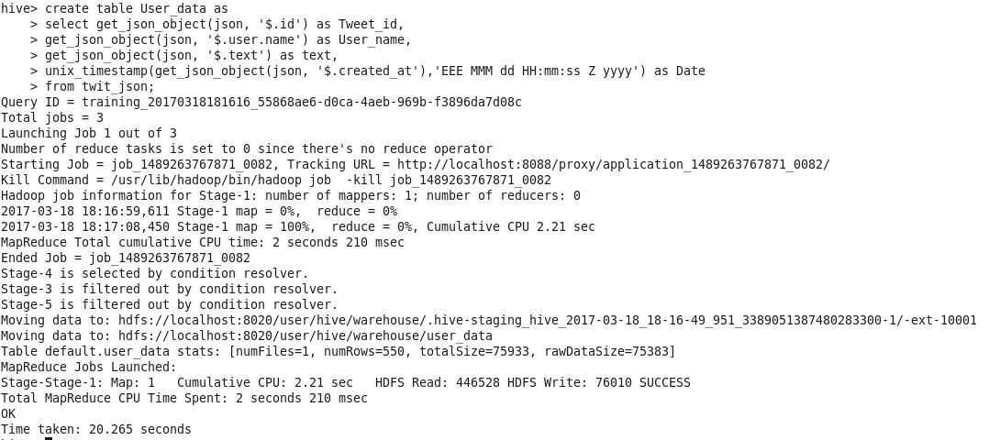 hive> create table User_data as
    > select get_json_object(json, '$.id') as Tweet_id,
    > get_json_object(json, '$.user.name') as User_name,
    > get_json_object(json, '$.text') as text,
    > unix_timestamp(get_json_object(json, '$.created_at'),'EEE MMM dd HH:mm:ss Z yyyy') as Date
    > from twit_json;
Query ID = training_20170318181616_55868ae6-d0ca-4aeb-969b-f3896da7d08c
Total jobs = 3
Launching Job 1 out of 3
Number of reduce tasks is set to 0 since there's no reduce operator
Starting Job = job_1489263767871_0082, Tracking URL = http://localhost:8088/proxy/application_1489263767871_0082/
Kill Command = /usr/lib/hadoop/bin/hadoop job  -kill job_1489263767871_0082
Hadoop job information for Stage-1: number of mappers: 1; number of reducers: 0
2017-03-18 18:16:59,611 Stage-1 map = 0%,  reduce = 0%
2017-03-18 18:17:08,450 Stage-1 map = 100%,  reduce = 0%, Cumulative CPU 2.21 sec
MapReduce Total cumulative CPU time: 2 seconds 210 msec
Ended Job = job_1489263767871_0082
Stage-4 is selected by condition resolver.
Stage-3 is filtered out by condition resolver.
Stage-5 is filtered out by condition resolver.
Moving data to: hdfs://localhost:8020/user/hive/warehouse/.hive-staging_hive_2017-03-18_18-16-49_951_3389051387480283300-1/-ext-10001
Moving data to: hdfs://localhost:8020/user/hive/warehouse/user_data
Table default.user_data stats: [numFiles=1, numRows=550, totalSize=75933, rawDataSize=75383]
MapReduce Jobs Launched:
Stage-Stage-1: Map: 1   Cumulative CPU: 2.21 sec   HDFS Read: 446528 HDFS Write: 76010 SUCCESS
Total MapReduce CPU Time Spent: 2 seconds 210 msec
OK
Time taken: 20.265 seconds